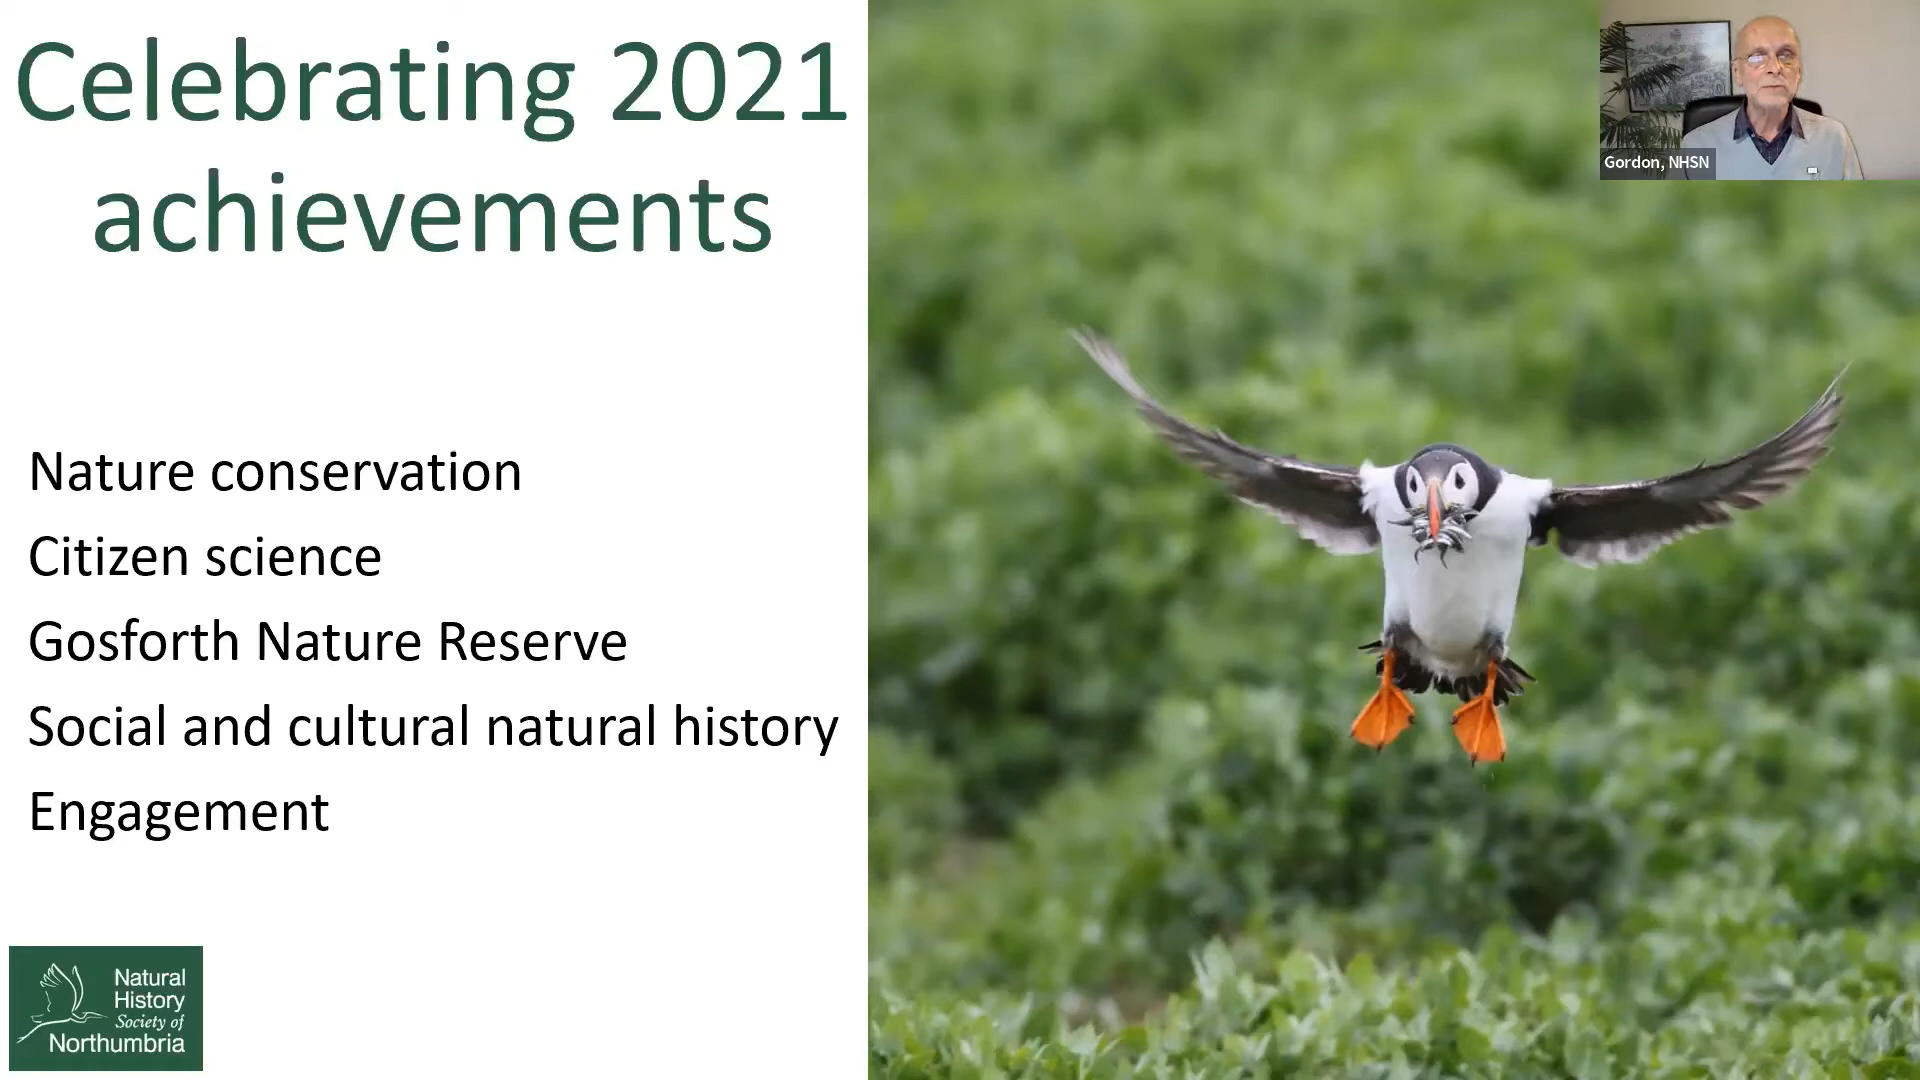 Celebrating 2021
achievements
Gordon, NHSN
Nature conservation
Citizen science
Gosforth Nature Reserve
Social and cultural natural history
Engagement
Natural
History
Society of
Northumbria